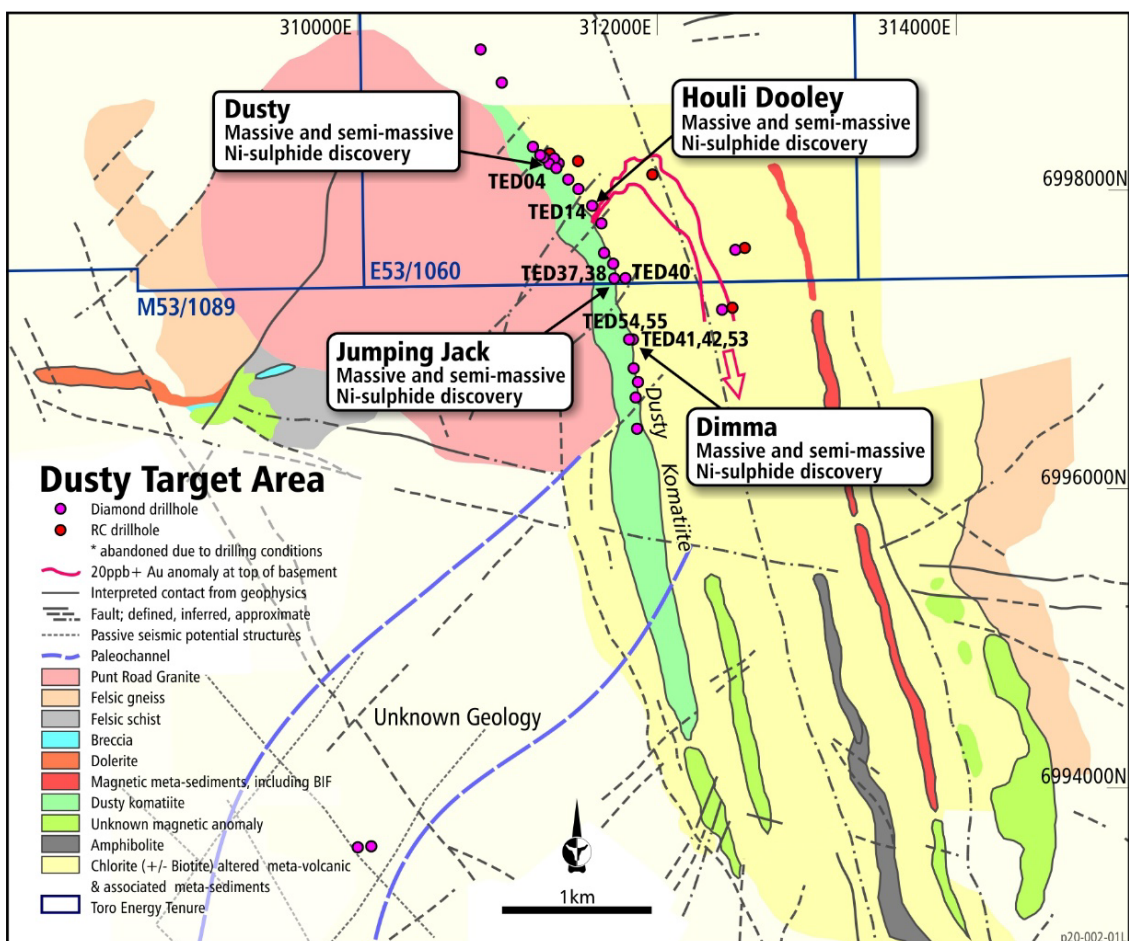 310000E
312000E
314000E
Dusty
Massive and semi-massive
Ni-sulphide discovery
Houli Dooley
Massive and semi-massive
Ni-sulphide discovery
TED04
6998000N
TED14
E53/1060
TED37,38
TED40
M53/1089
TED54,55
TED41,42,53
Jumping Jack
Massive and semi-massive
Ni-sulphide discovery
Dusty Komatiite
Dimma
Massive and semi-massive
Ni-sulphide discovery
6996000N
Dusty Target Area
Diamond drillhole
RC drillhole
* abandoned due to drilling conditions
20ppb+ Au anomaly at top of basement
Interpreted contact from geophysics
Fault; defined, inferred, approximate
Passive seismic potential structures
Paleochannel
Punt Road Granite
Felsic gneiss
Felsic schist
Breccia
Dolerite
Magnetic meta-sediments, including BIF
Dusty komatiite
Unknown magnetic anomaly
Amphibolite
Chlorite (+/- Biotite) altered meta-volcanic
& associated meta-sediments
Toro Energy Tenure
Unknown Geology
6994000N
1km